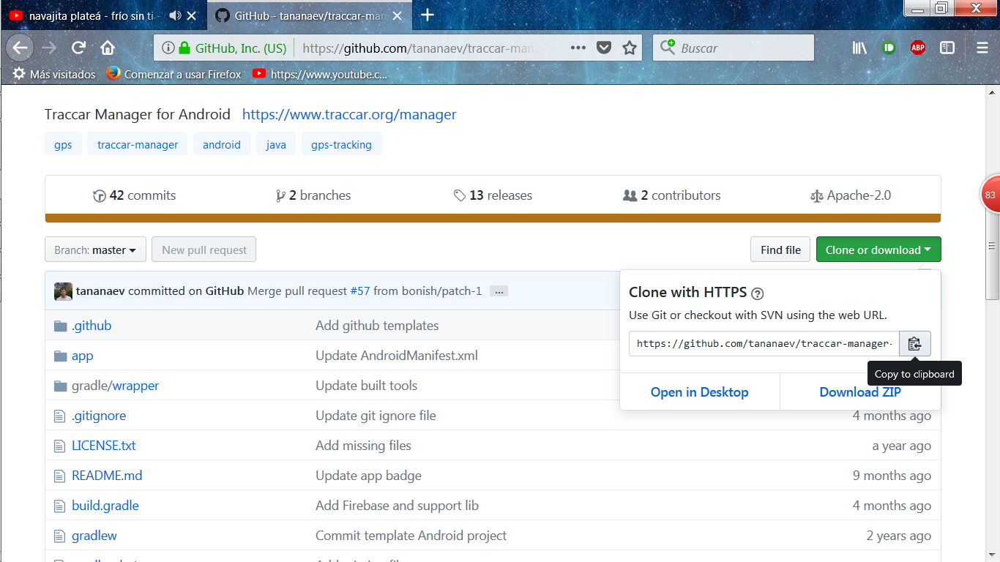 navajita plateá - frío sin ti -
GitHub - tananaev/traccar-man
GitHub, Inc. (US)
https://github.com/tananaev/traccar-man
Buscar
ABP
Más visitados
Comenzar a usar Firefox
https://www.youtube.c...
Traccar Manager for Android https://www.traccar.org/manager
gps
traccar-manager
android
java
gps-tracking
42 commits
2 branches
13 releases
2 contributors
Apache-2.0
83
Branch: master
New pull request
Find file
Clone or download
tananaev committed on GitHub Merge pull request #57 from bonish/patch-1 ...
Clone with HTTPS ?
Use Git or checkout with SVN using the web URL.
https://github.com/tananaev/traccar-manager-
Copy to clipboard
Open in Desktop
Download ZIP
.github Add github templates
app Update AndroidManifest.xml
gradle/wrapper Update built tools
.gitignore Update git ignore file 4 months ago
LICENSE.txt Add missing files a year ago
README.md Update app badge 9 months ago
build.gradle Add Firebase and support lib 4 months ago
gradlew Commit template Android project 2 years ago